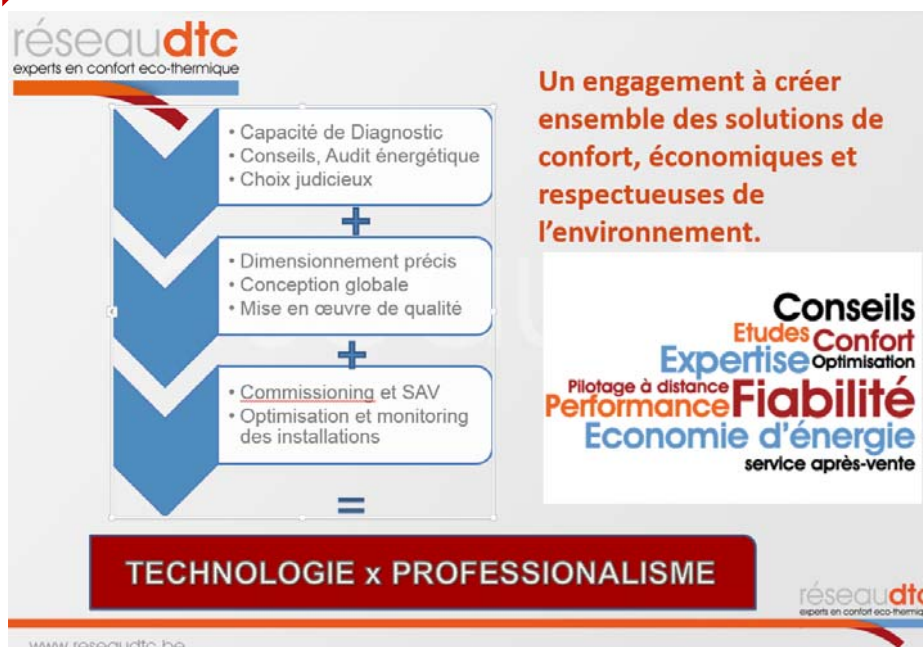 réseaudtc
experts en confort eco-thermique
Un engagement à créer
ensemble des solutions de
confort, économiques et
respectueuses de
l’environnement.
• Capacité de Diagnostic
• Conseils, Audit énergétique
• Choix judicieux
+
• Dimensionnement précis
• Conception globale
• Mise en œuvre de qualité
+
• Commissioning et SAV
• Optimisation et monitoring
des installations
=
Conseils
Etudes Confort
Expertise Optimisation
Pilotage à distance Fiabilité
Performance
Economie d’énergie
service après-vente
TECHNOLOGIE x PROFESSIONALISME
réseaudtc
experts en confort eco-thermique
www.reseaudtc.be